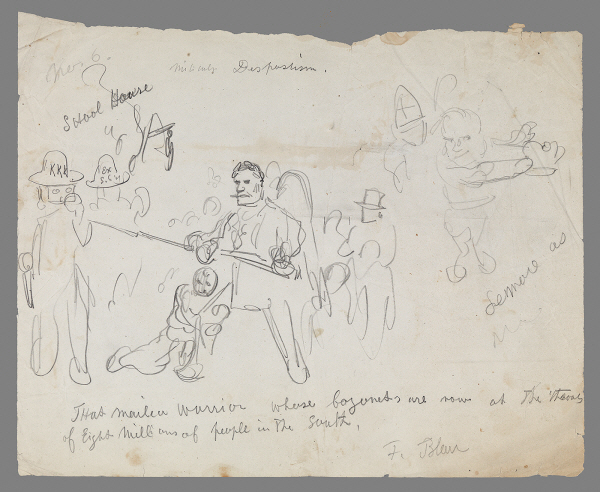 No. 6.
Military Despotism.
School House
KKK
Ex
Seymore as
That mailed warrior whose bayonets are now at the throats
of Eight Millions of people in the South.
F. Blair